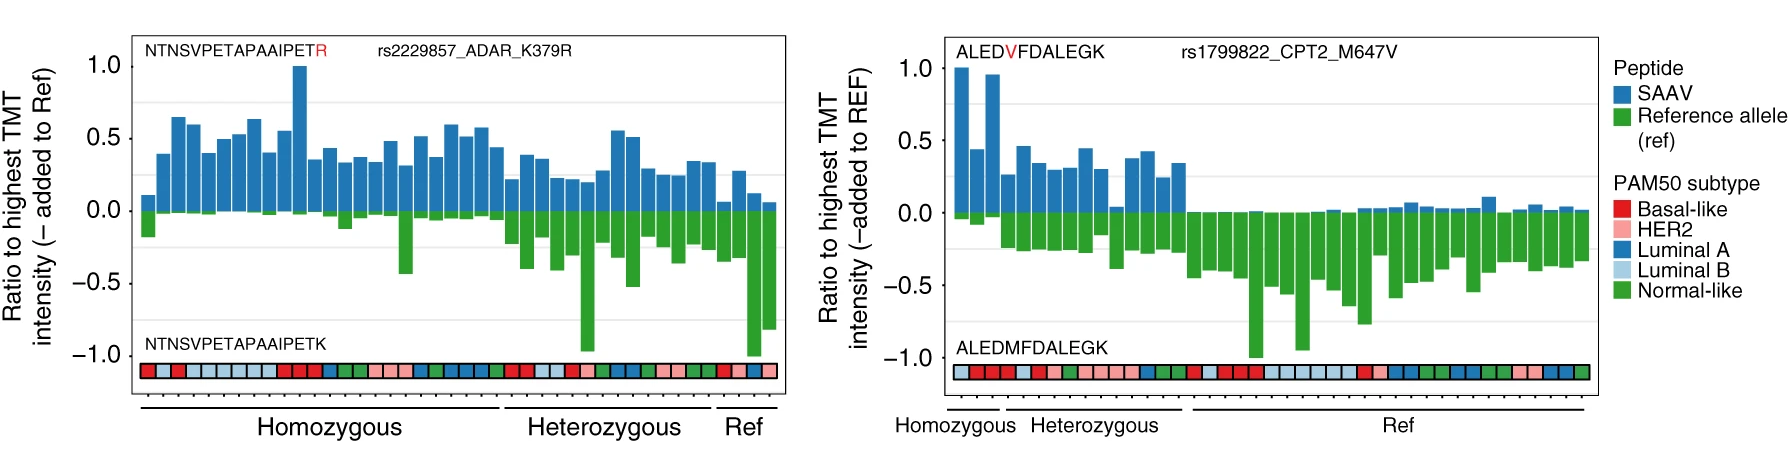 Ratio to highest TMT
intensity (− added to Ref)
NTNSVPETAPAAIPETR
rs2229857_ADAR_K379R
1.0
0.5
0.0
−0.5
−1.0
NTNSVPETAPAAIPETK
Homozygous
Heterozygous
Ref
Ratio to highest TMT
intensity (−added to REF)
ALEDVFDALEGK
rs1799822_CPT2_M647V
1.0
0.5
0.0
−0.5
−1.0
ALEDMFDALEGK
Homozygous
Heterozygous
Ref
Peptide
SAAV
Reference allele
(ref)
PAM50 subtype
Basal-like
HER2
Luminal A
Luminal B
Normal-like